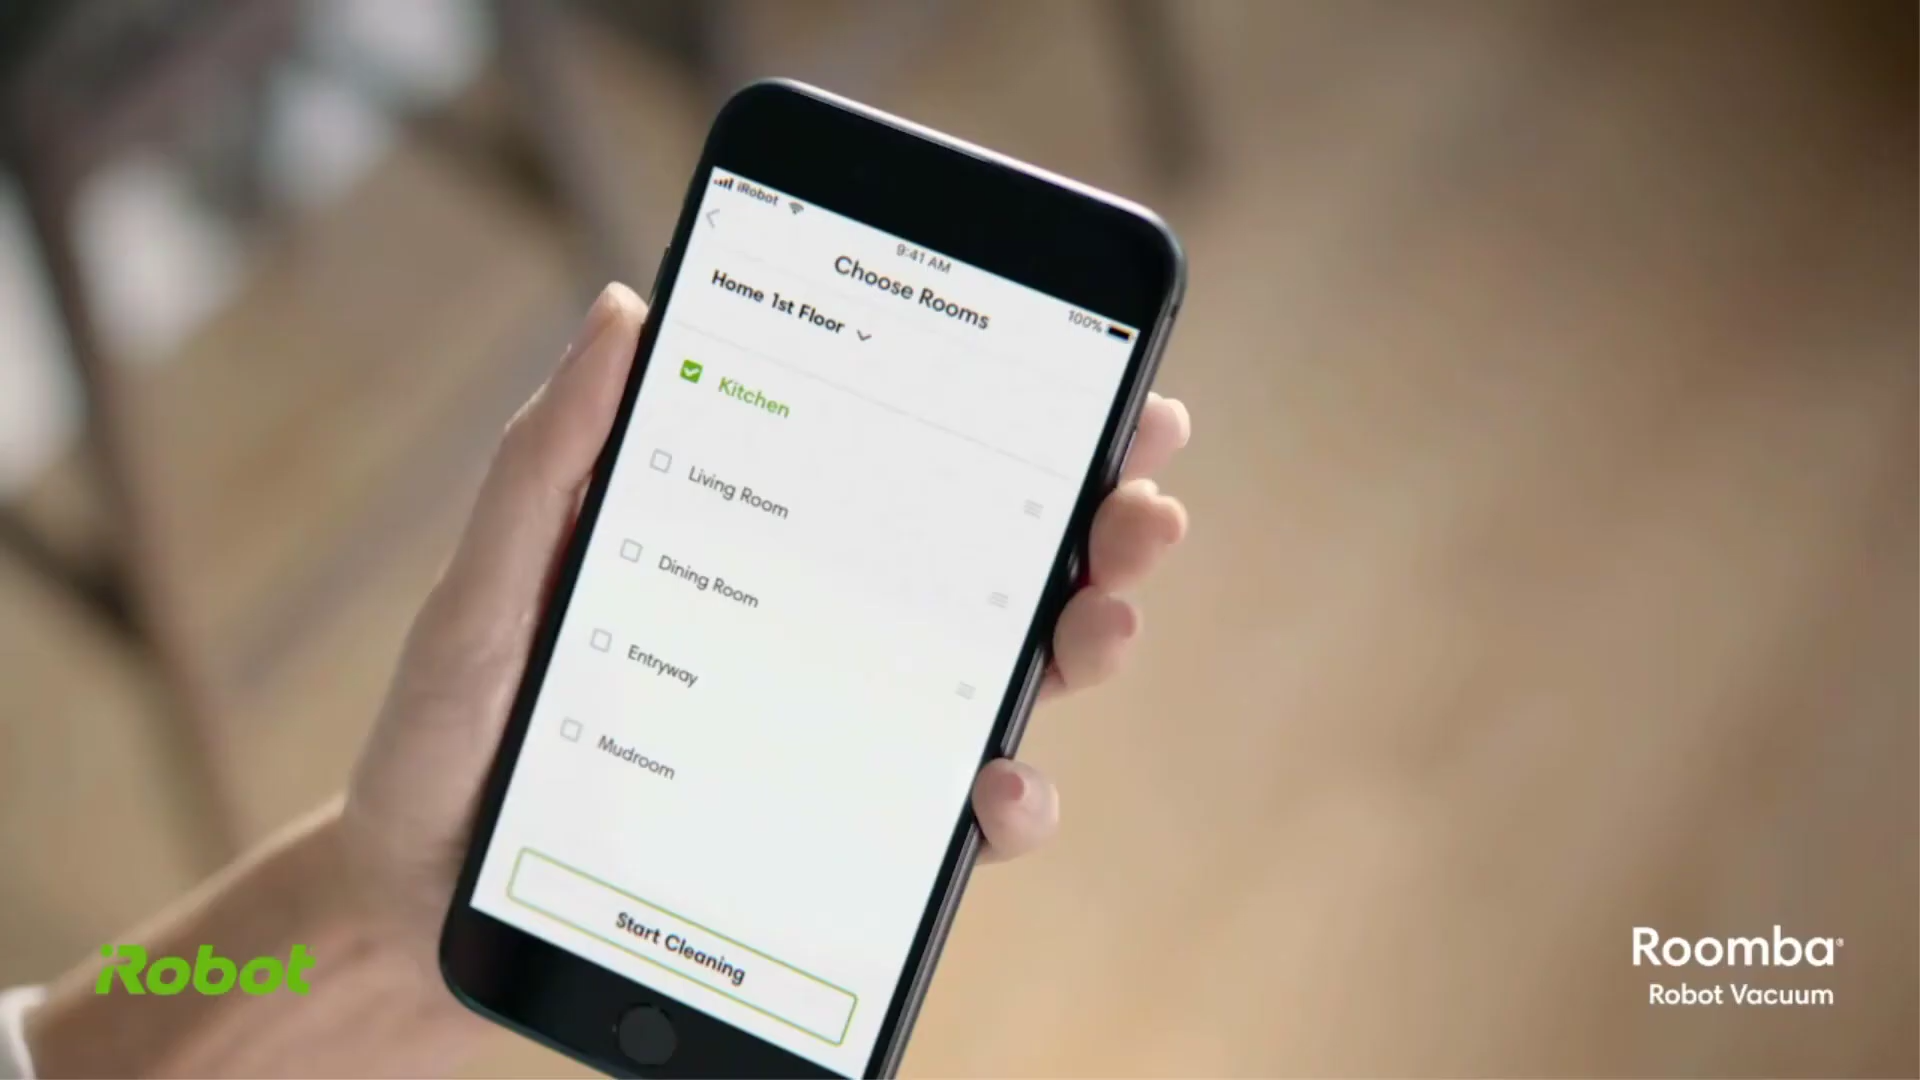 iRobot
9:41 AM
100%
Choose Rooms
Home 1st Floor
Kitchen
Living Room
Dining Room
Entryway
Mudroom
Start Cleaning
iRobot
Roomba®
Robot Vacuum